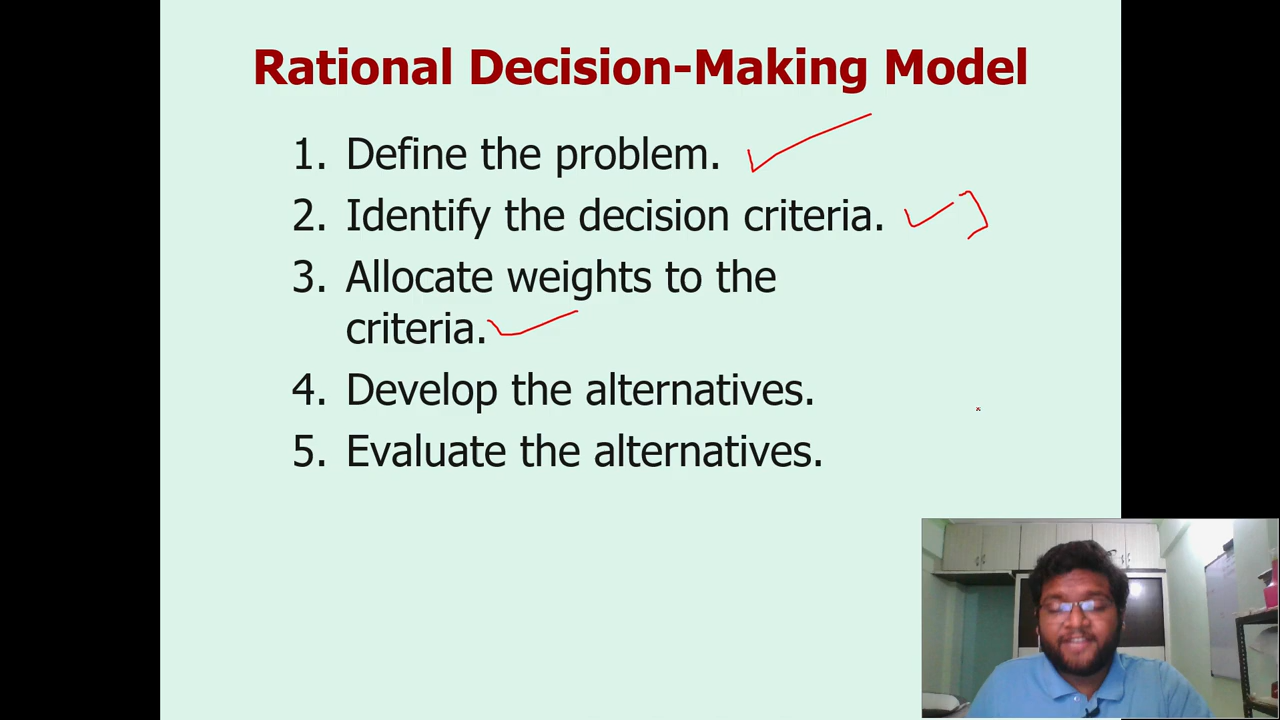 Rational Decision-Making Model
1. Define the problem.
2. Identify the decision criteria.
3. Allocate weights to the
criteria.
4. Develop the alternatives.
5. Evaluate the alternatives.